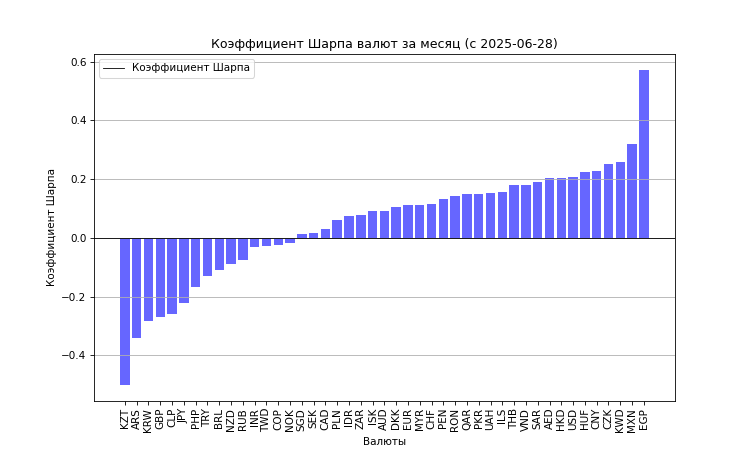 Коэффициент Шарпа валют за месяц (с 2025-06-28)
Коэффициент Шарпа
0.6
0.4
0.2
0.0
−0.2
−0.4
Коэффициент Шарпа
KZT ARS KRW GBP CLP JPY PHP TRY BRL NZD RUB INR TWD COP NOK SGD SEK CAD PLN IDR ZAR ISK AUD DKK EUR MYR CHF PEN RON QAR PKR UAH ILS THB VND SAR AED HKD USD HUF CNY CZK KWD MXN EGP
Валюты